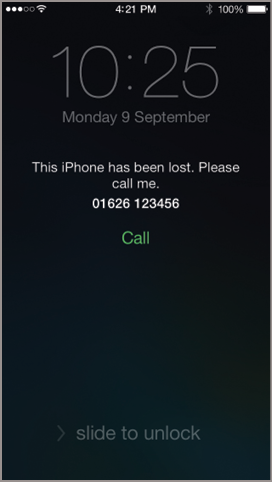 4:21 PM 100%
10:25
Monday 9 September
This iPhone has been lost. Please
call me.
01626 123456
Call
slide to unlock